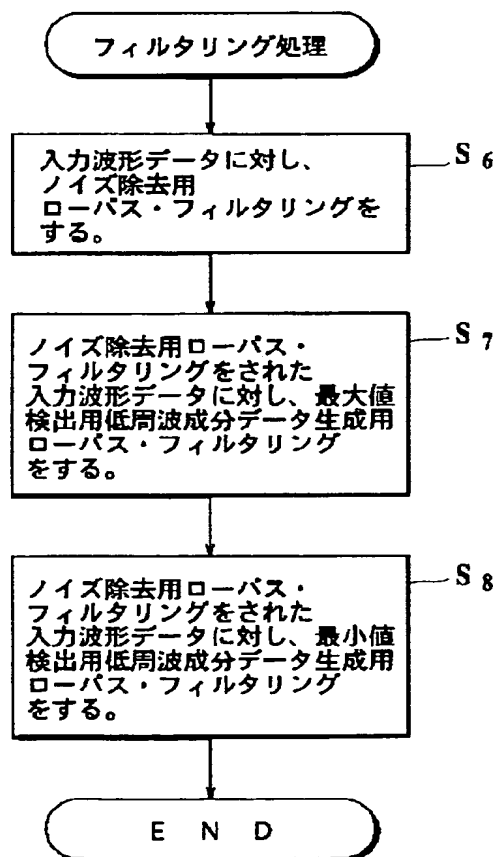 フィルタリング処理
入力波形データに対し、
ノイズ除去用
ローパス・フィルタリングを
する。
S 6
ノイズ除去用ローパス・
フィルタリングをされた
入力波形データに対し、最大値
検出用低周波成分データ生成用
ローパス・フィルタリング
をする。
S 7
ノイズ除去用ローパス・
フィルタリングをされた
入力波形データに対し、最小値
検出用低周波成分データ生成用
ローパス・フィルタリング
をする。
S 8
E N D